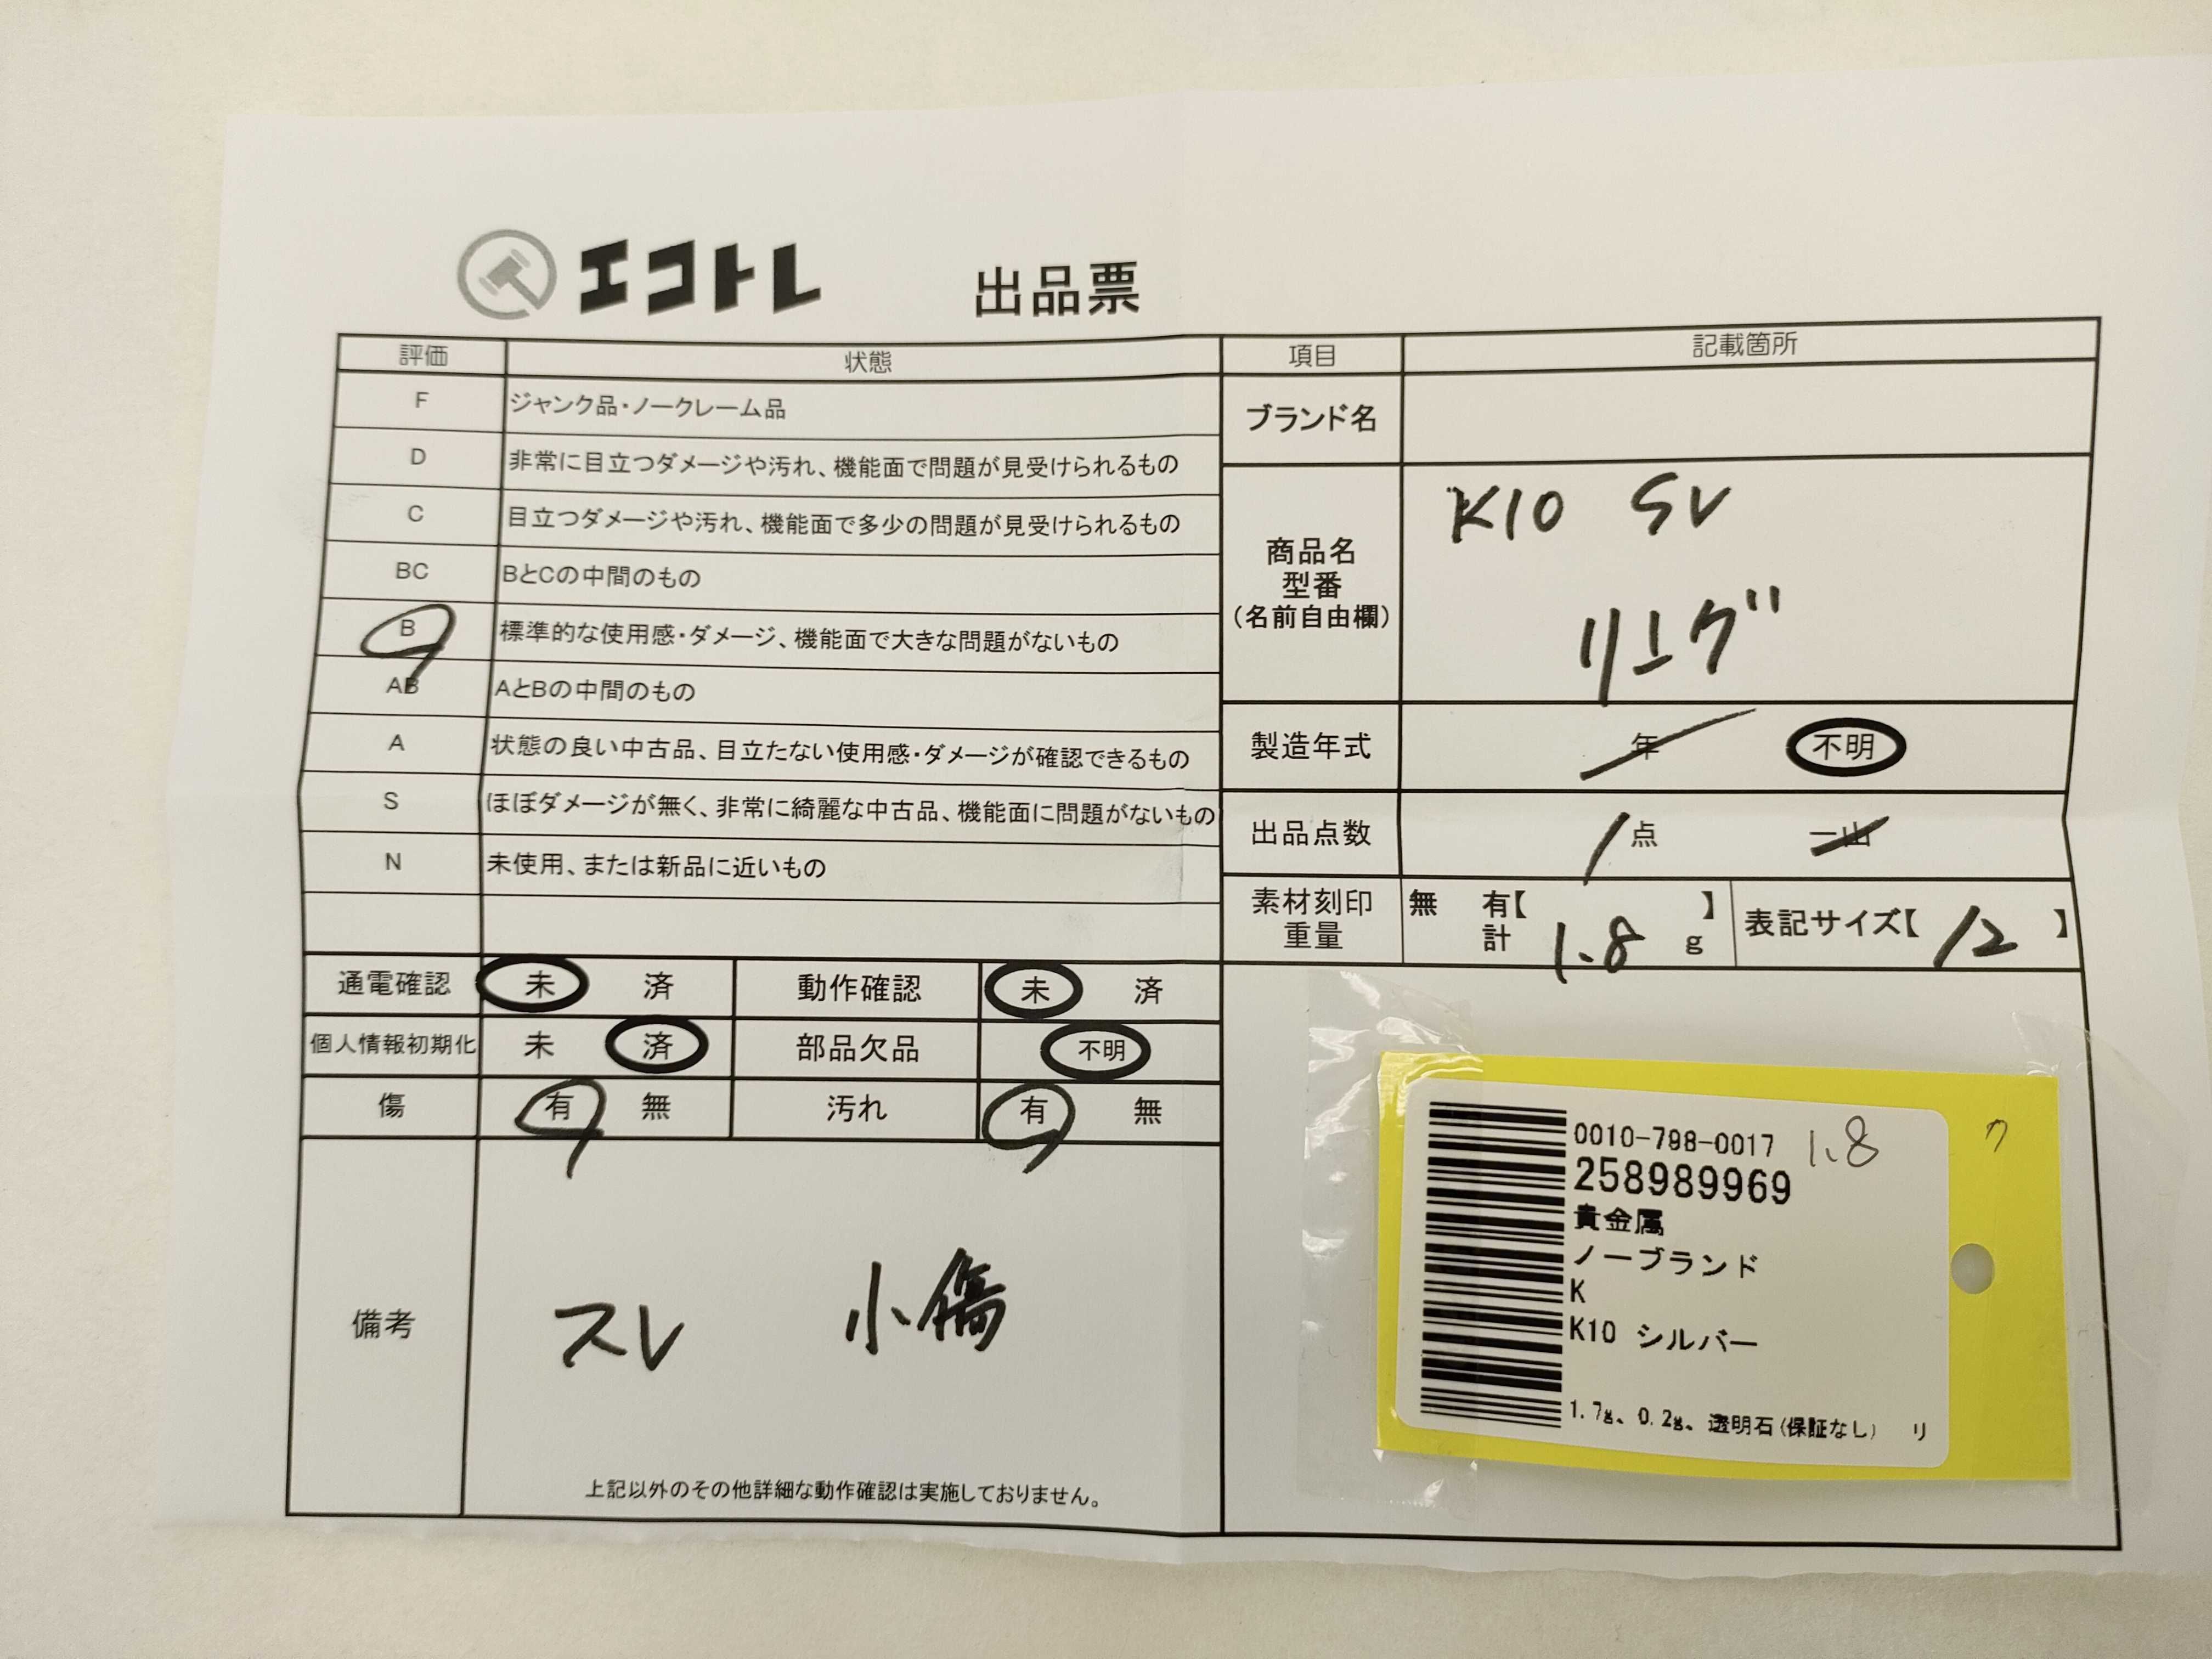 エコトレ 出品票
評価 状態
F ジャンク品・ノークレーム品
D 非常に目立つダメージや汚れ、機能面で問題が見受けられるもの
C 目立つダメージや汚れ、機能面で多少の問題が見受けられるもの
BC BとCの中間のもの
B 標準的な使用感・ダメージ、機能面で大きな問題がないもの
AB AとBの中間のもの
A 状態の良い中古品、目立たない使用感・ダメージが確認できるもの
S ほぼダメージが無く、非常に綺麗な中古品、機能面に問題がないもの
N 未使用、または新品に近いもの
通電確認 未 済 動作確認 未 済
個人情報初期化 未 済 部品欠品 不明
傷 有 無 汚れ 有 無
備考 スレ 小傷
上記以外のその他詳細な動作確認は実施しておりません。
項目 記載箇所
ブランド名
商品名
型番
(名前自由欄)
K10 SV
リング
製造年式 年 不明
出品点数 1点 一山
素材刻印
重量
無 有【 】
計 1.8 g
表記サイズ【 12 】
0010-798-0017 1.8 ク
258989969
貴金属
ノーブランド
K
K10 シルバー
1.7g、0.2g、透明石(保証なし) リ